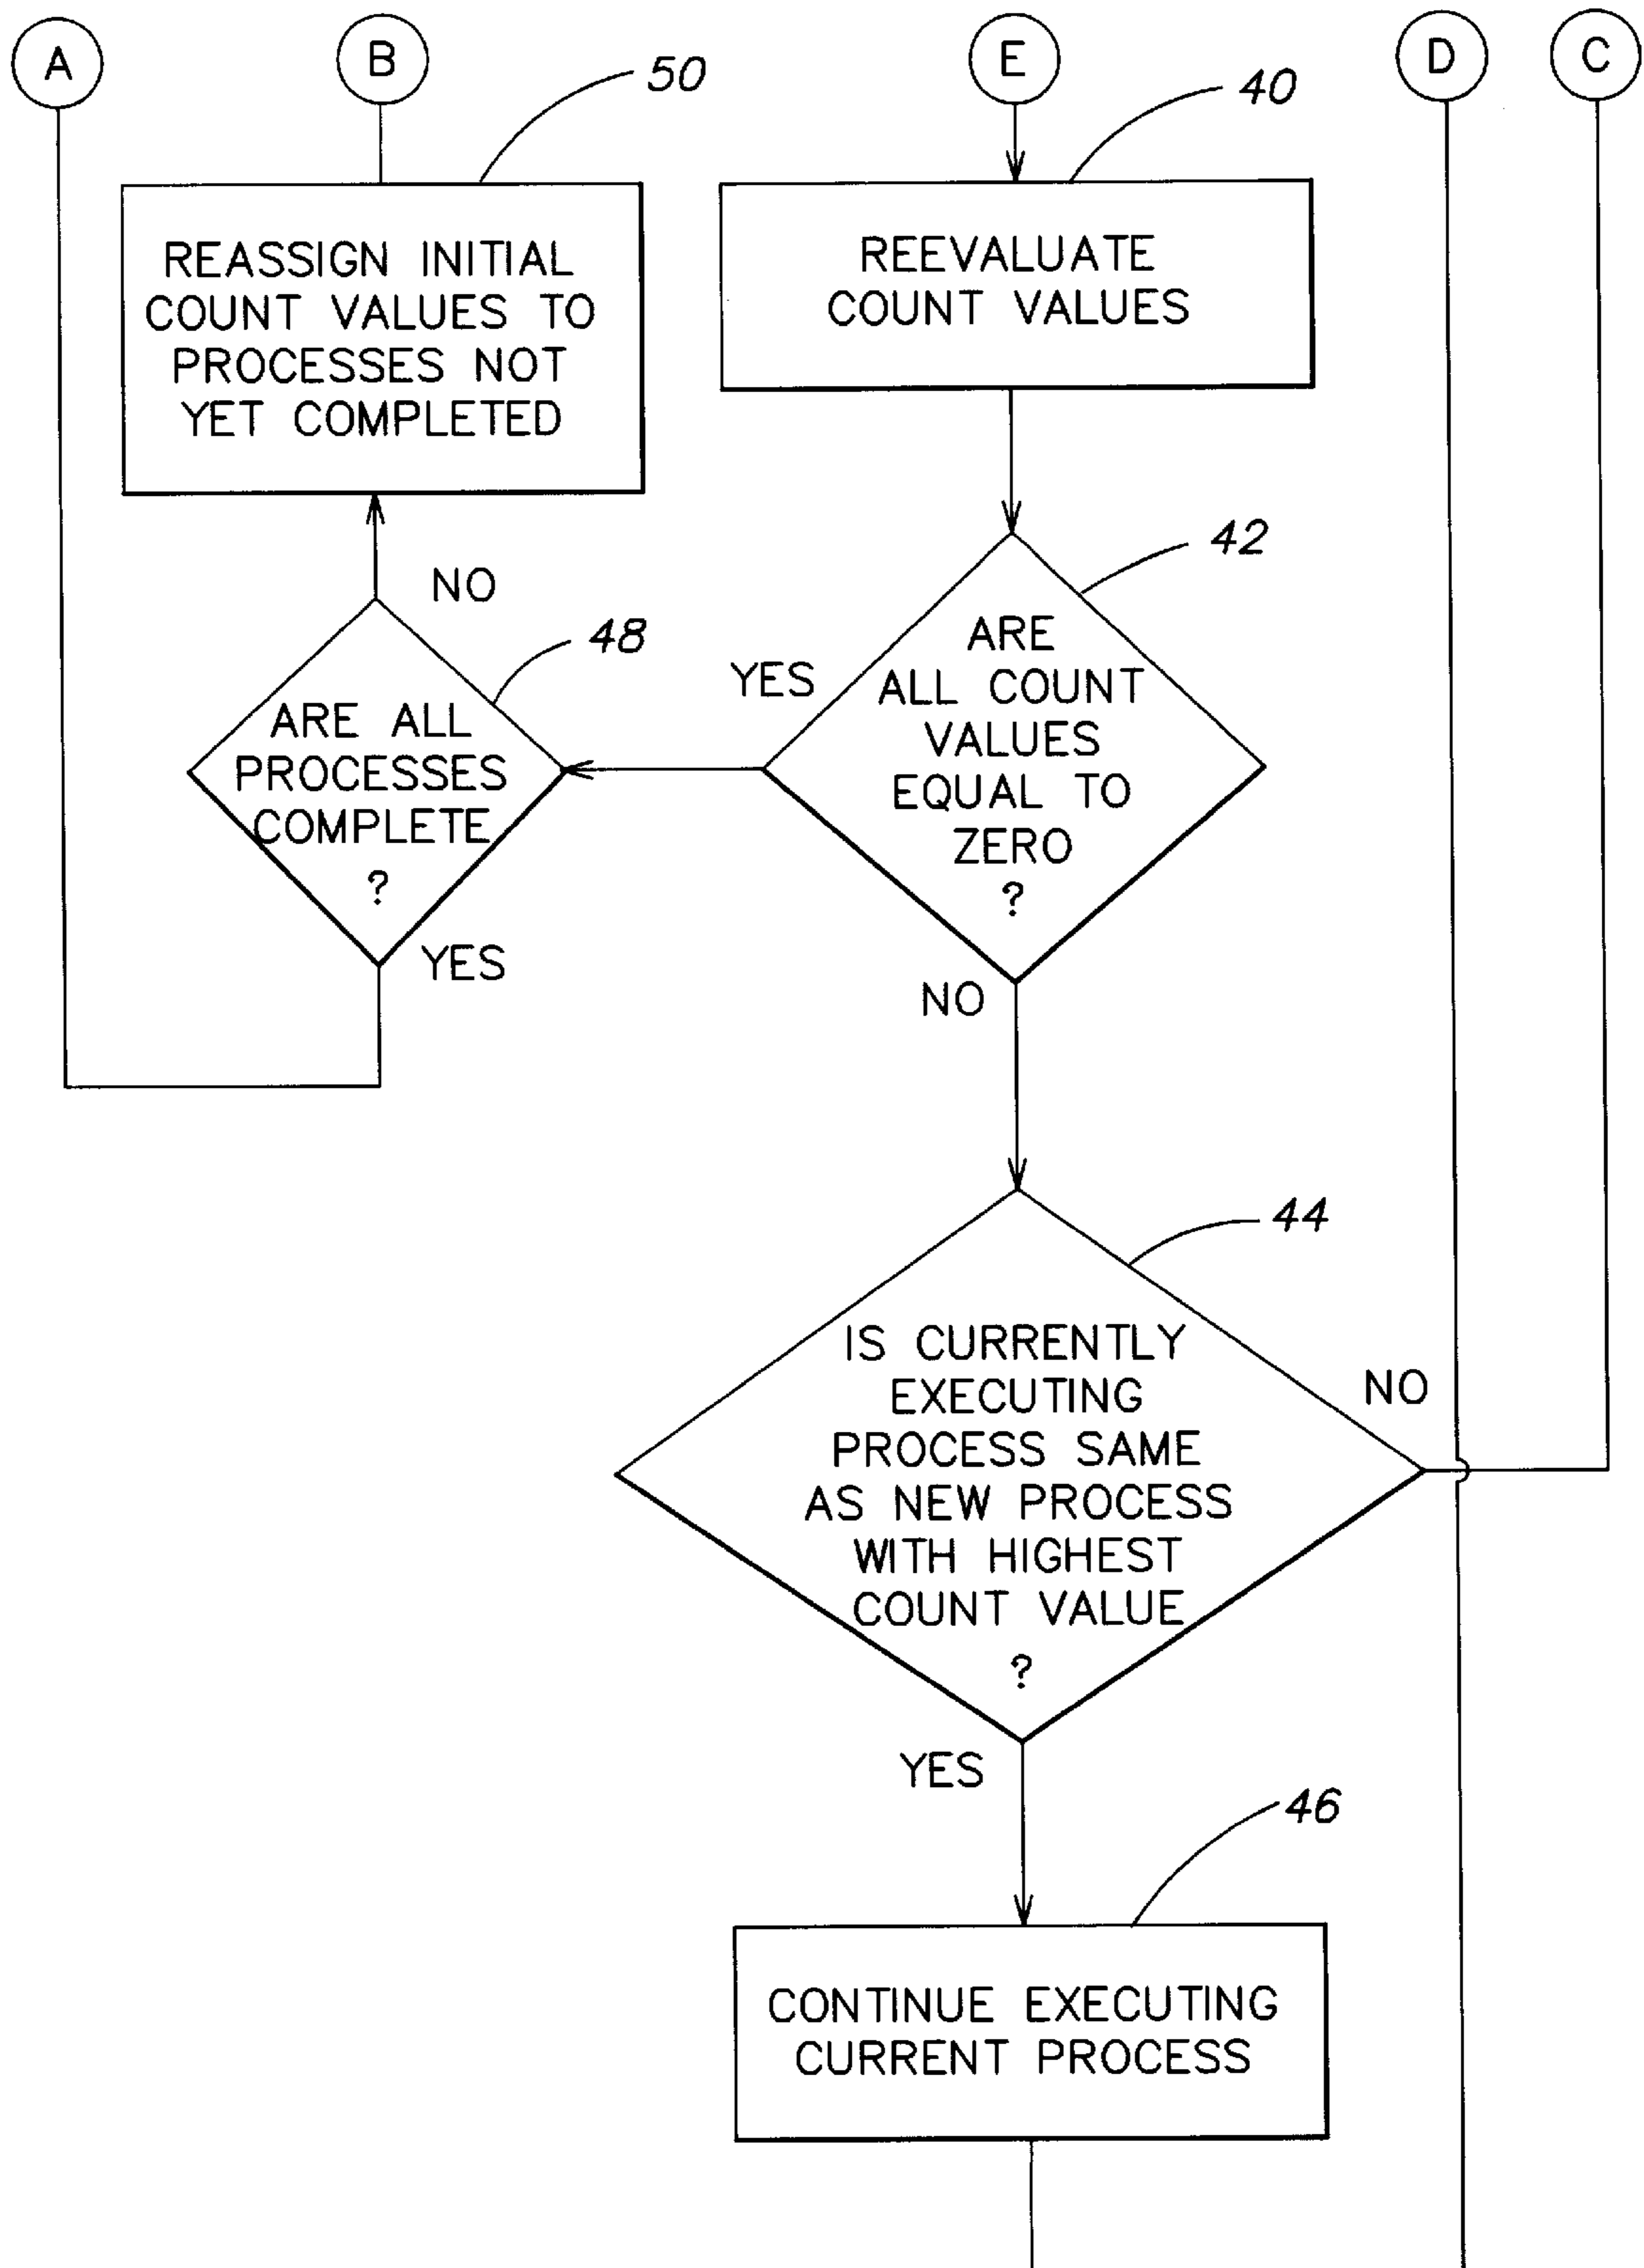 A
B
E
D
C
50
40
REASSIGN INITIAL
COUNT VALUES TO
PROCESSES NOT
YET COMPLETED
REEVALUATE
COUNT VALUES
NO
42
48
YES
ARE
ALL COUNT
VALUES
EQUAL TO
ZERO
?
ARE ALL
PROCESSES
COMPLETE
?
YES
NO
44
IS CURRENTLY
EXECUTING
PROCESS SAME
AS NEW PROCESS
WITH HIGHEST
COUNT VALUE
?
NO
YES
46
CONTINUE EXECUTING
CURRENT PROCESS